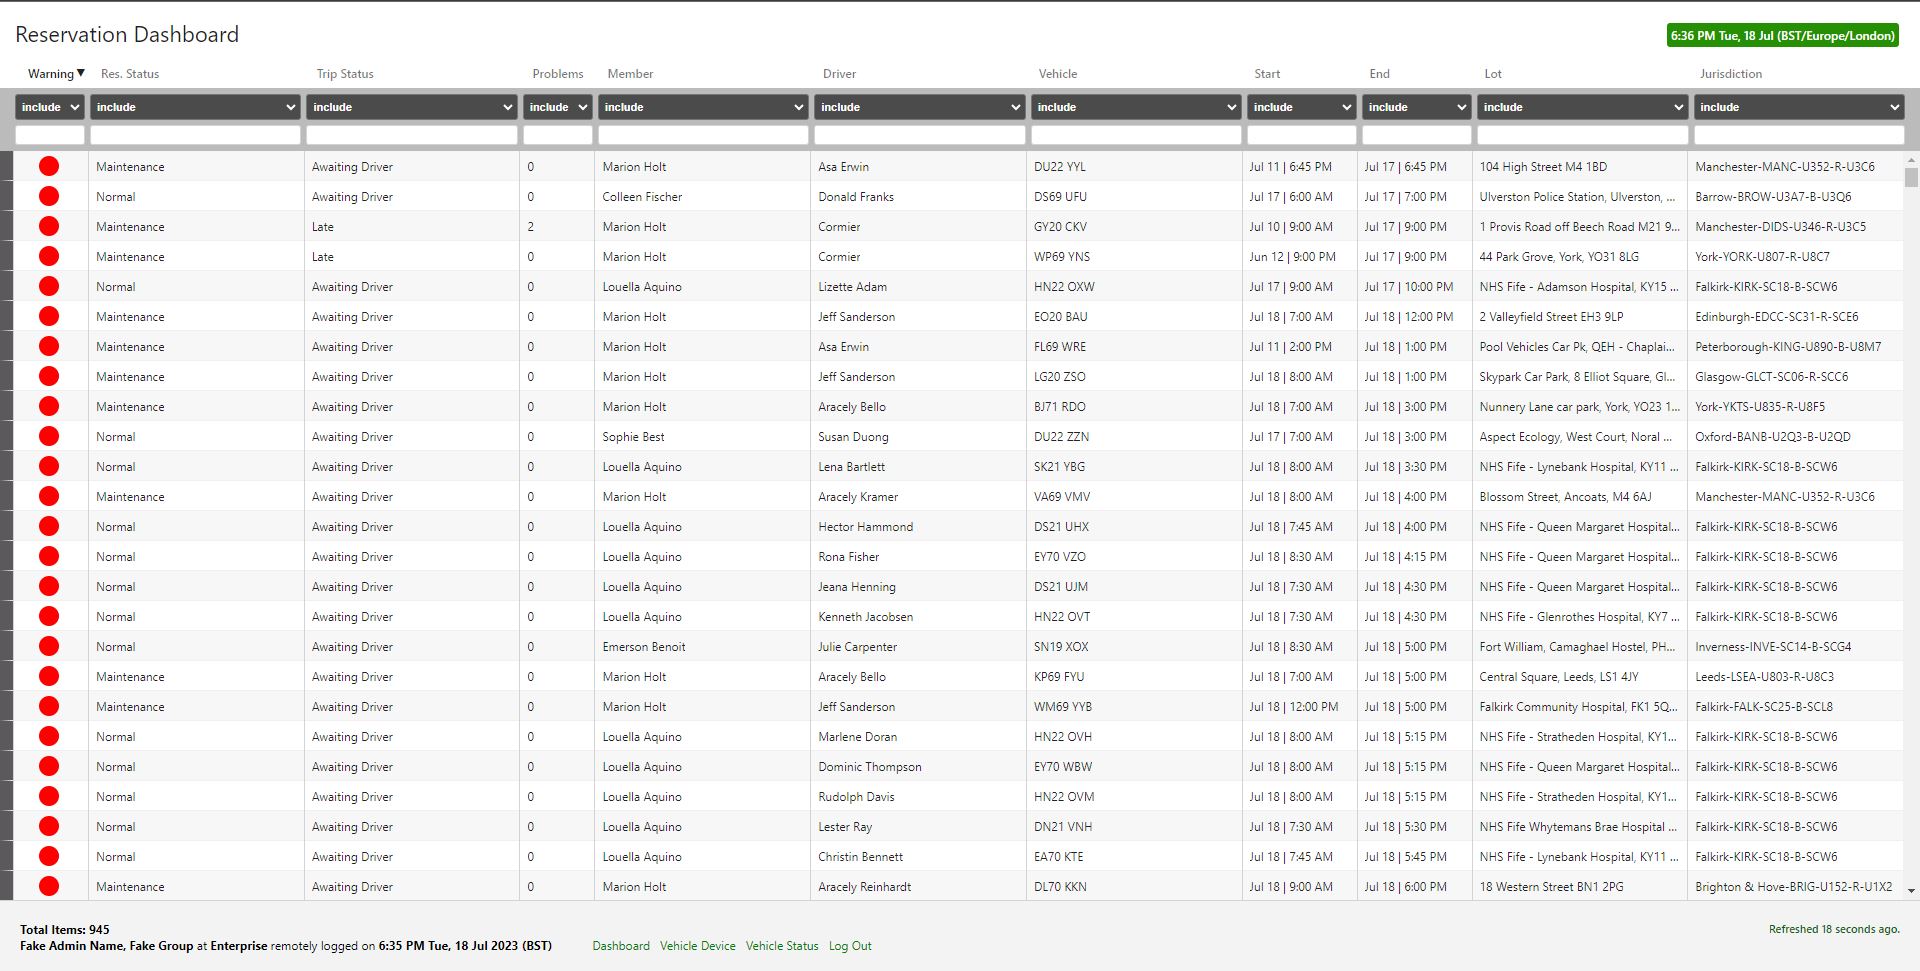 Reservation Dashboard
6:36 PM Tue, 18 Jul (BST/Europe/London)
Warning▼ Res. Status Trip Status Problems Member Driver Vehicle Start End Lot Jurisdiction
include include include include include include include include include include include
Maintenance Awaiting Driver 0 Marion Holt Asa Erwin DU22 YYL Jul 11 | 6:45 PM Jul 17 | 6:45 PM 104 High Street M4 1BD Manchester-MANC-U352-R-U3C6
Normal Awaiting Driver 0 Colleen Fischer Donald Franks DS69 UFU Jul 17 | 6:00 AM Jul 17 | 7:00 PM Ulverston Police Station, Ulverston, ... Barrow-BROW-U3A7-B-U3Q6
Maintenance Late 2 Marion Holt Cormier GY20 CKV Jul 10 | 9:00 AM Jul 17 | 9:00 PM 1 Provis Road off Beech Road M21 9... Manchester-DIDS-U346-R-U3C5
Maintenance Late 0 Marion Holt Cormier WP69 YNS Jun 12 | 9:00 PM Jul 17 | 9:00 PM 44 Park Grove, York, YO31 8LG York-YORK-U807-R-U8C7
Normal Awaiting Driver 0 Louella Aquino Lizette Adam HN22 OXW Jul 17 | 9:00 AM Jul 17 | 10:00 PM NHS Fife - Adamson Hospital, KY15 ... Falkirk-KIRK-SC18-B-SCW6
Maintenance Awaiting Driver 0 Marion Holt Jeff Sanderson EO20 BAU Jul 18 | 7:00 AM Jul 18 | 12:00 PM 2 Valleyfield Street EH3 9LP Edinburgh-EDCC-SC31-R-SCE6
Maintenance Awaiting Driver 0 Marion Holt Asa Erwin FL69 WRE Jul 11 | 2:00 PM Jul 18 | 1:00 PM Pool Vehicles Car Pk, QEH - Chaplai... Peterborough-KING-U890-B-U8M7
Maintenance Awaiting Driver 0 Marion Holt Jeff Sanderson LG20 ZSO Jul 18 | 8:00 AM Jul 18 | 1:00 PM Skypark Car Park, 8 Elliot Square, Gl... Glasgow-GLCT-SC06-R-SCC6
Maintenance Awaiting Driver 0 Marion Holt Aracely Bello BJ71 RDO Jul 18 | 7:00 AM Jul 18 | 3:00 PM Nunnery Lane car park, York, YO23 1... York-YKTS-U835-R-U8F5
Normal Awaiting Driver 0 Sophie Best Susan Duong DU22 ZZN Jul 17 | 7:00 AM Jul 18 | 3:00 PM Aspect Ecology, West Court, Noral ... Oxford-BANB-U2Q3-B-U2QD
Normal Awaiting Driver 0 Louella Aquino Lena Bartlett SK21 YBG Jul 18 | 8:00 AM Jul 18 | 3:30 PM NHS Fife - Lynebank Hospital, KY11 ... Falkirk-KIRK-SC18-B-SCW6
Maintenance Awaiting Driver 0 Marion Holt Aracely Kramer VA69 VMV Jul 18 | 8:00 AM Jul 18 | 4:00 PM Blossom Street, Ancoats, M4 6AJ Manchester-MANC-U352-R-U3C6
Normal Awaiting Driver 0 Louella Aquino Hector Hammond DS21 UHX Jul 18 | 7:45 AM Jul 18 | 4:00 PM NHS Fife - Queen Margaret Hospital... Falkirk-KIRK-SC18-B-SCW6
Normal Awaiting Driver 0 Louella Aquino Rona Fisher EY70 VZO Jul 18 | 8:30 AM Jul 18 | 4:15 PM NHS Fife - Queen Margaret Hospital... Falkirk-KIRK-SC18-B-SCW6
Normal Awaiting Driver 0 Louella Aquino Jeana Henning DS21 UJM Jul 18 | 7:30 AM Jul 18 | 4:30 PM NHS Fife - Queen Margaret Hospital... Falkirk-KIRK-SC18-B-SCW6
Normal Awaiting Driver 0 Louella Aquino Kenneth Jacobsen HN22 OVT Jul 18 | 7:30 AM Jul 18 | 4:30 PM NHS Fife - Glenrothes Hospital, KY7 ... Falkirk-KIRK-SC18-B-SCW6
Normal Awaiting Driver 0 Emerson Benoit Julie Carpenter SN19 XOX Jul 18 | 8:30 AM Jul 18 | 5:00 PM Fort William, Camaghael Hostel, PH... Inverness-INVE-SC14-B-SCG4
Maintenance Awaiting Driver 0 Marion Holt Aracely Bello KP69 FYU Jul 18 | 7:00 AM Jul 18 | 5:00 PM Central Square, Leeds, LS1 4JY Leeds-LSEA-U803-R-U8C3
Maintenance Awaiting Driver 0 Marion Holt Jeff Sanderson WM69 YYB Jul 18 | 12:00 PM Jul 18 | 5:00 PM Falkirk Community Hospital, FK1 5Q... Falkirk-FALK-SC25-B-SCL8
Normal Awaiting Driver 0 Louella Aquino Marlene Doran HN22 OVH Jul 18 | 8:00 AM Jul 18 | 5:15 PM NHS Fife - Stratheden Hospital, KY1... Falkirk-KIRK-SC18-B-SCW6
Normal Awaiting Driver 0 Louella Aquino Dominic Thompson EY70 WBW Jul 18 | 8:00 AM Jul 18 | 5:15 PM NHS Fife - Queen Margaret Hospital... Falkirk-KIRK-SC18-B-SCW6
Normal Awaiting Driver 0 Louella Aquino Rudolph Davis HN22 OVM Jul 18 | 8:00 AM Jul 18 | 5:15 PM NHS Fife - Stratheden Hospital, KY1... Falkirk-KIRK-SC18-B-SCW6
Normal Awaiting Driver 0 Louella Aquino Lester Ray DN21 VNH Jul 18 | 7:30 AM Jul 18 | 5:30 PM NHS Fife Whytemans Brae Hospital ... Falkirk-KIRK-SC18-B-SCW6
Normal Awaiting Driver 0 Louella Aquino Christin Bennett EA70 KTE Jul 18 | 7:45 AM Jul 18 | 5:45 PM NHS Fife - Lynebank Hospital, KY11 ... Falkirk-KIRK-SC18-B-SCW6
Maintenance Awaiting Driver 0 Marion Holt Aracely Reinhardt DL70 KKN Jul 18 | 9:00 AM Jul 18 | 6:00 PM 18 Western Street BN1 2PG Brighton & Hove-BRIG-U152-R-U1X2
Total Items: 945
Refreshed 18 seconds ago.
Fake Admin Name, Fake Group at Enterprise remotely logged on 6:35 PM Tue, 18 Jul 2023 (BST) Dashboard Vehicle Device Vehicle Status Log Out